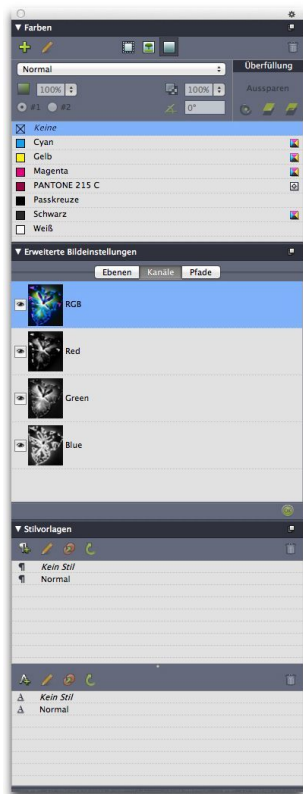 Farben
Normal
Überfüllung
100%
100%
Aussparen
#1
#2
0°
Keine
Cyan
Gelb
Magenta
PANTONE 215 C
Passkreuze
Schwarz
Weiß
Erweiterte Bildeinstellungen
Ebenen Kanäle Pfade
RGB
Red
Green
Blue
Stilvorlagen
Kein Stil
Normal
Kein Stil
Normal